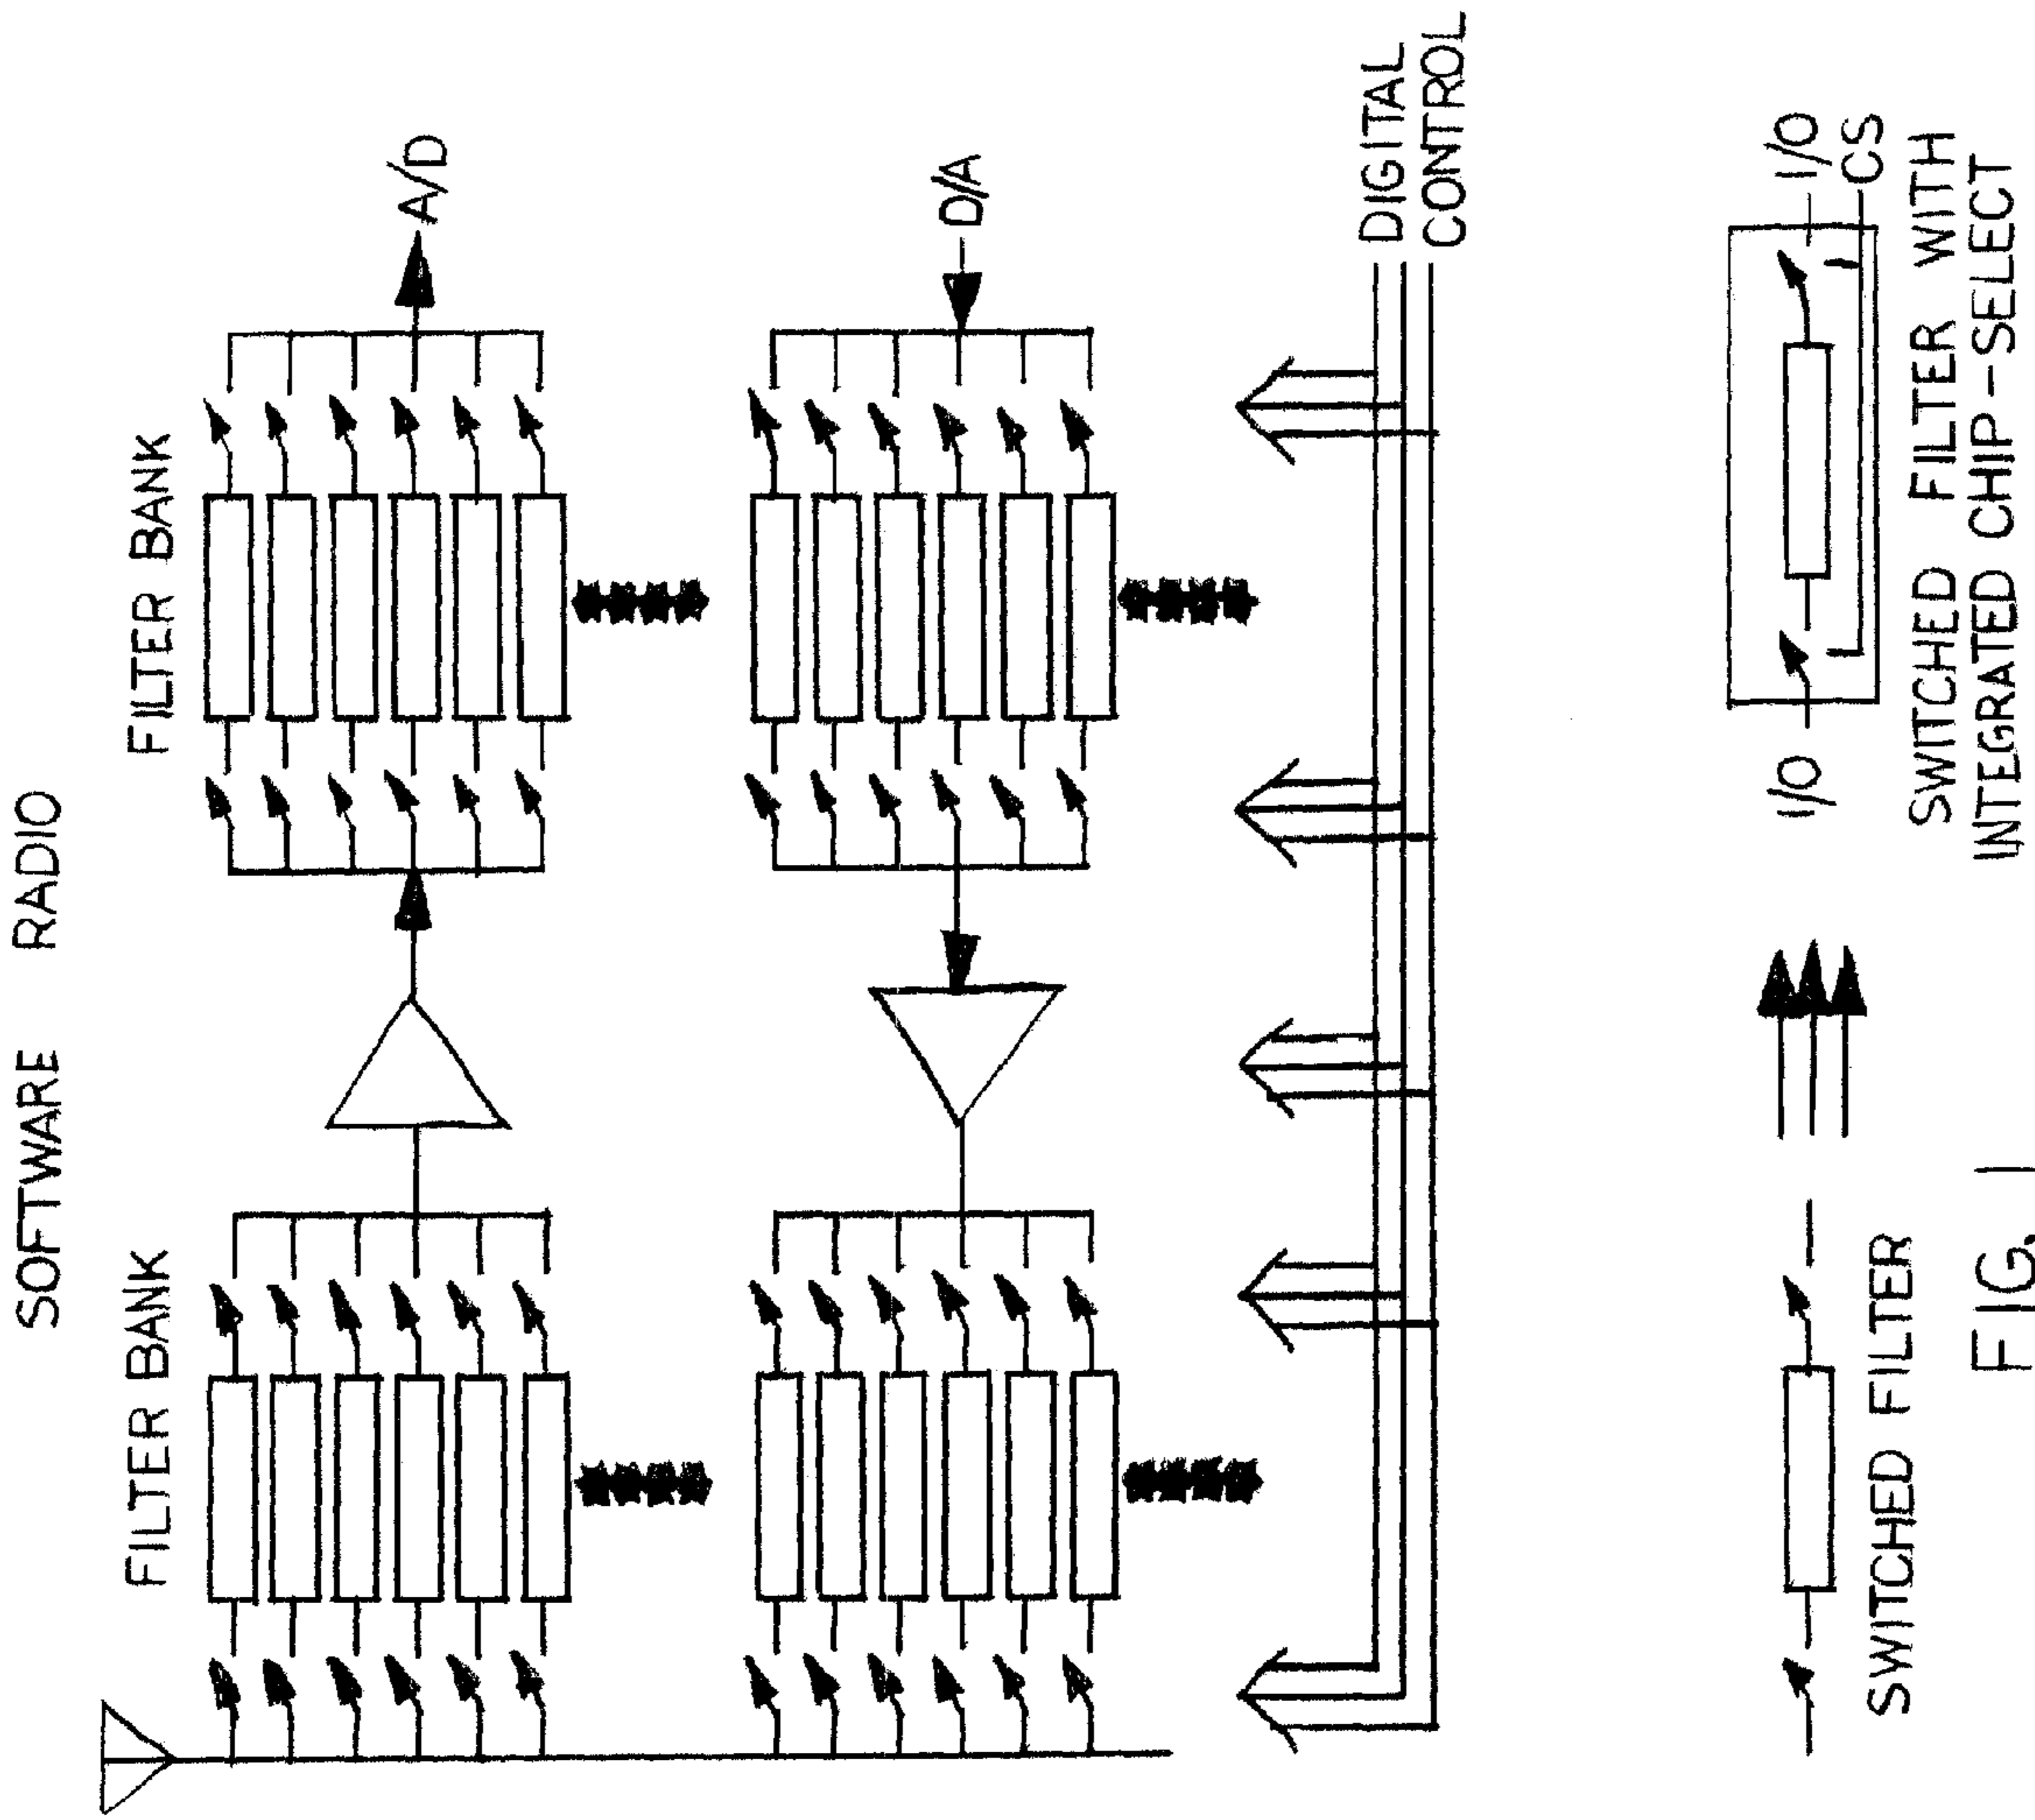 SOFTWARE RADIO
FILTER BANK
FILTER BANK
A/D
D/A
DIGITAL
CONTROL
SWITCHED FILTER
I/O
I/O
CS
SWITCHED FILTER WITH
INTEGRATED CHIP-SELECT
FIG. 1